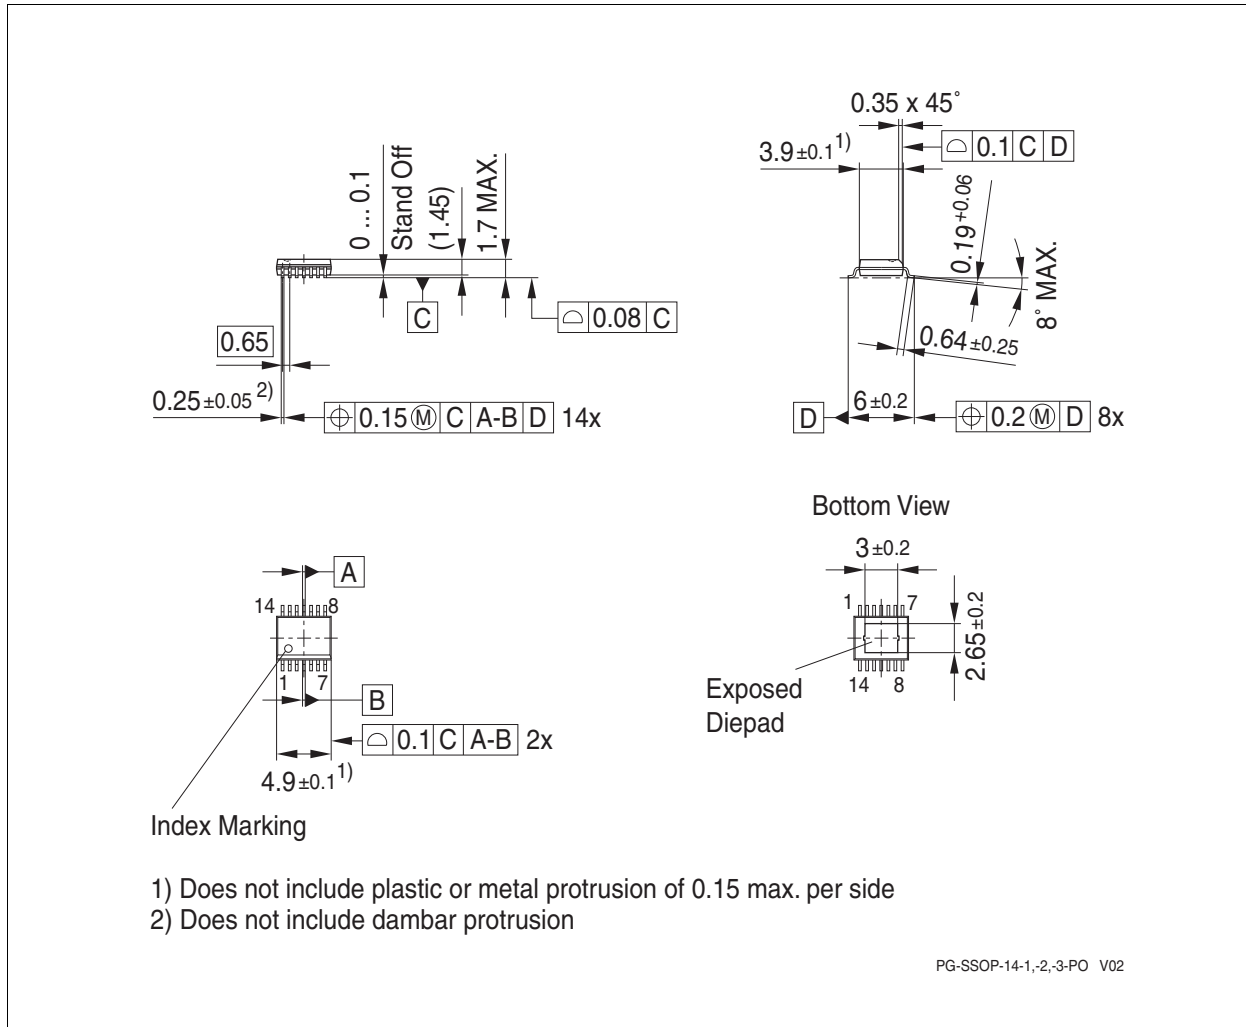 0.35 x 45°
3.9 ±0.1 1)
⌓ 0.1 C D
0 ... 0.1
Stand Off
(1.45)
1.7 MAX.
0.19 +0.06
8° MAX.
0.64 ±0.25
C
⌓ 0.08 C
0.65
0.25 ±0.05 2)
⌖ 0.15 Ⓜ C A-B D 14x
D
6 ±0.2
⌖ 0.2 Ⓜ D 8x
Bottom View
3 ±0.2
A
14 8
1 7
B
1 7
2.65 ±0.2
14 8
Exposed
Diepad
⌓ 0.1 C A-B 2x
4.9 ±0.1 1)
Index Marking
1) Does not include plastic or metal protrusion of 0.15 max. per side
2) Does not include dambar protrusion
PG-SSOP-14-1,-2,-3-PO V02